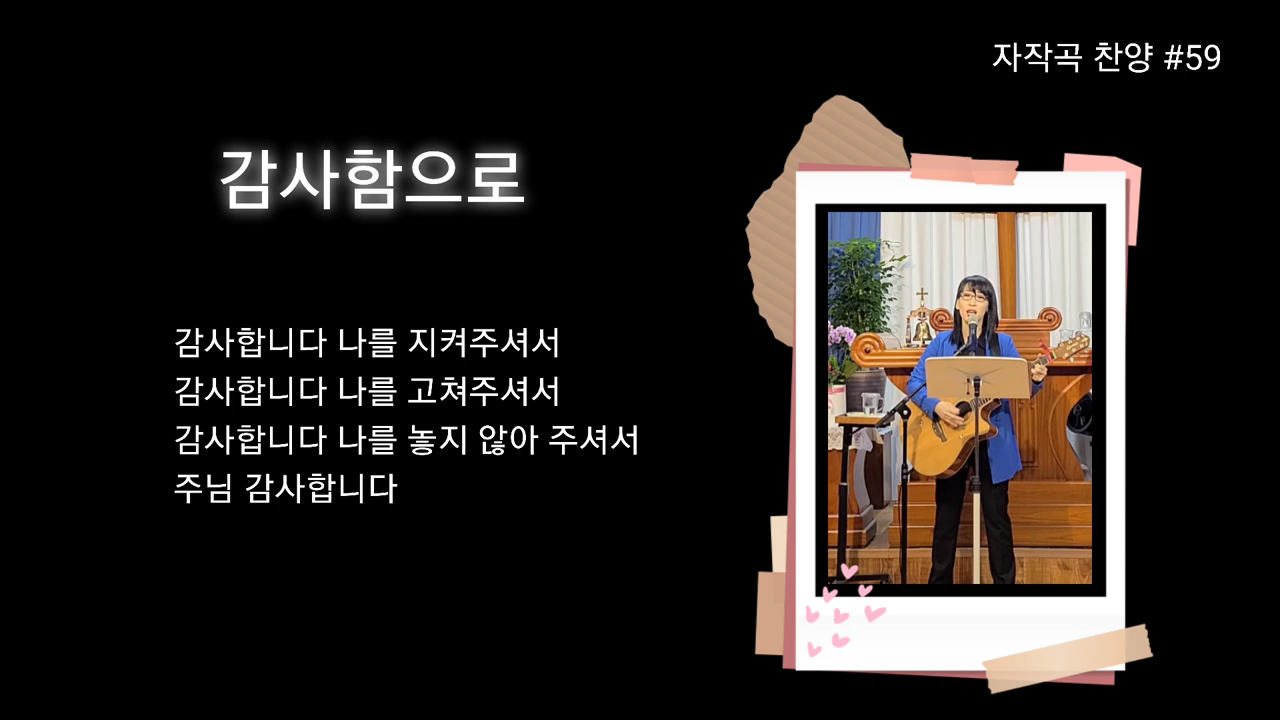 자작곡 찬양 #59
감사함으로
감사합니다 나를 지켜주셔서
감사합니다 나를 고쳐주셔서
감사합니다 나를 놓지 않아 주셔서
주님 감사합니다